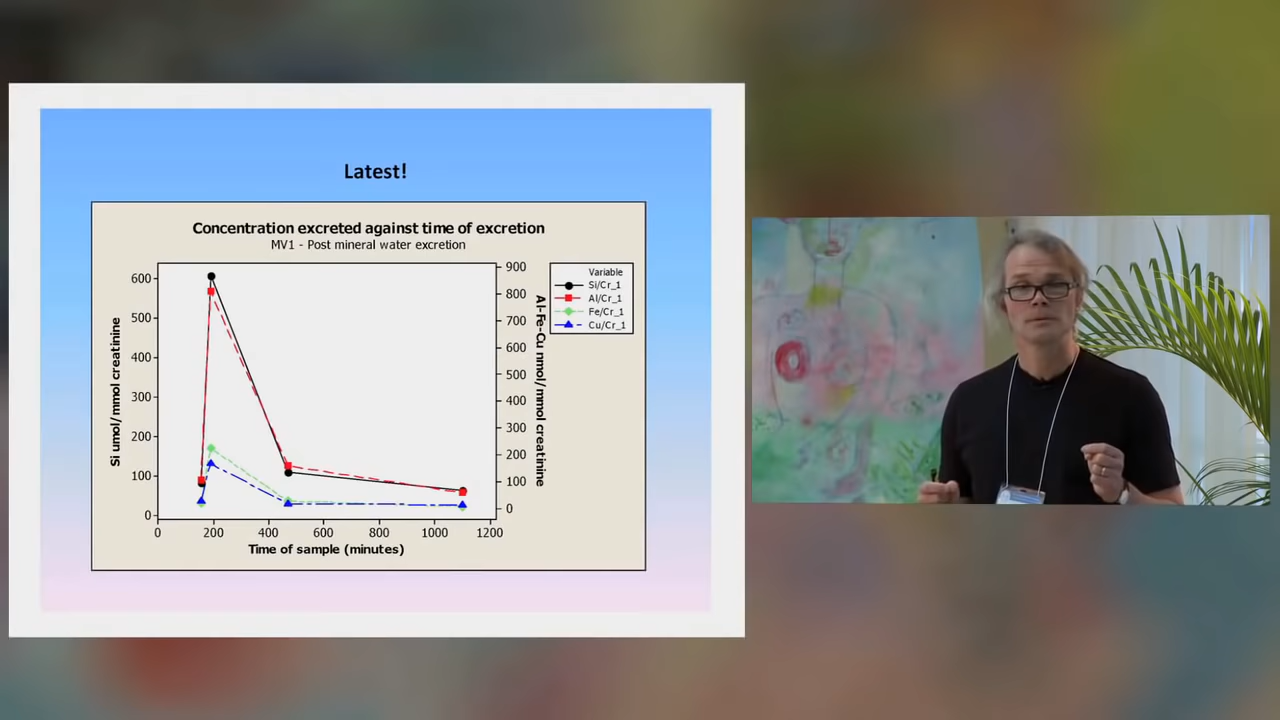 Latest!
Concentration excreted against time of excretion
MV1 - Post mineral water excretion
Si umol/mmol creatinine
600
500
400
300
200
100
0
0
200
400
600
800
1000
1200
Time of sample (minutes)
900
800
700
600
500
400
300
200
100
0
Al-Fe-Cu nmol/mmol creatinine
Variable
Si/Cr_1
Al/Cr_1
Fe/Cr_1
Cu/Cr_1